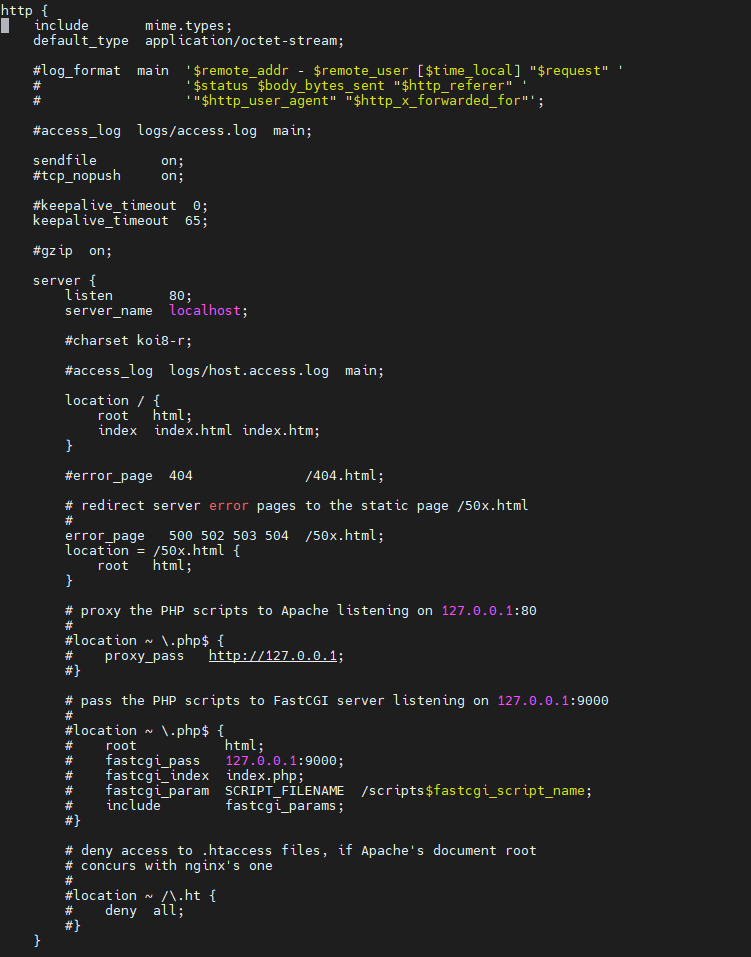 http {
    include       mime.types;
    default_type  application/octet-stream;

    #log_format  main  '$remote_addr - $remote_user [$time_local] "$request" '
    #                  '$status $body_bytes_sent "$http_referer" '
    #                  '"$http_user_agent" "$http_x_forwarded_for"';

    #access_log  logs/access.log  main;

    sendfile        on;
    #tcp_nopush     on;

    #keepalive_timeout  0;
    keepalive_timeout  65;

    #gzip  on;

    server {
        listen       80;
        server_name  localhost;

        #charset koi8-r;

        #access_log  logs/host.access.log  main;

        location / {
            root   html;
            index  index.html index.htm;
        }

        #error_page  404              /404.html;

        # redirect server error pages to the static page /50x.html
        #
        error_page   500 502 503 504  /50x.html;
        location = /50x.html {
            root   html;
        }

        # proxy the PHP scripts to Apache listening on 127.0.0.1:80
        #
        #location ~ \.php$ {
        #    proxy_pass   http://127.0.0.1;
        #}

        # pass the PHP scripts to FastCGI server listening on 127.0.0.1:9000
        #
        #location ~ \.php$ {
        #    root           html;
        #    fastcgi_pass   127.0.0.1:9000;
        #    fastcgi_index  index.php;
        #    fastcgi_param  SCRIPT_FILENAME  /scripts$fastcgi_script_name;
        #    include        fastcgi_params;
        #}

        # deny access to .htaccess files, if Apache's document root
        # concurs with nginx's one
        #
        #location ~ /\.ht {
        #    deny  all;
        #}
    }